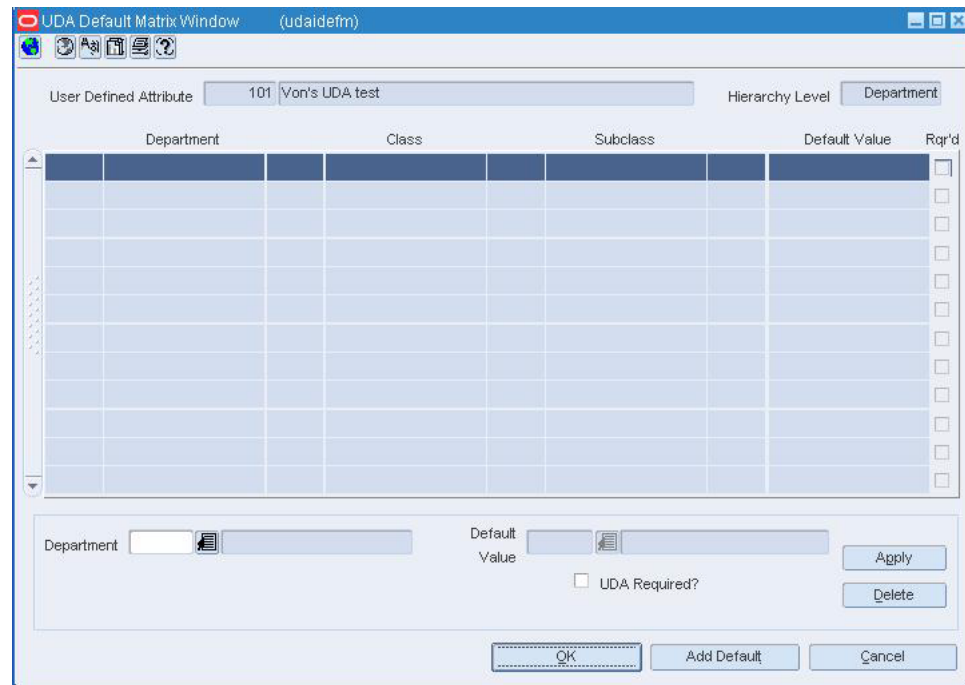 UDA Default Matrix Window (udaidefm)
User Defined Attribute 101 Von's UDA test Hierarchy Level Department
Department Class Subclass Default Value Rqr'd
Department Default Value
UDA Required?
Apply
Delete
OK Add Default Cancel